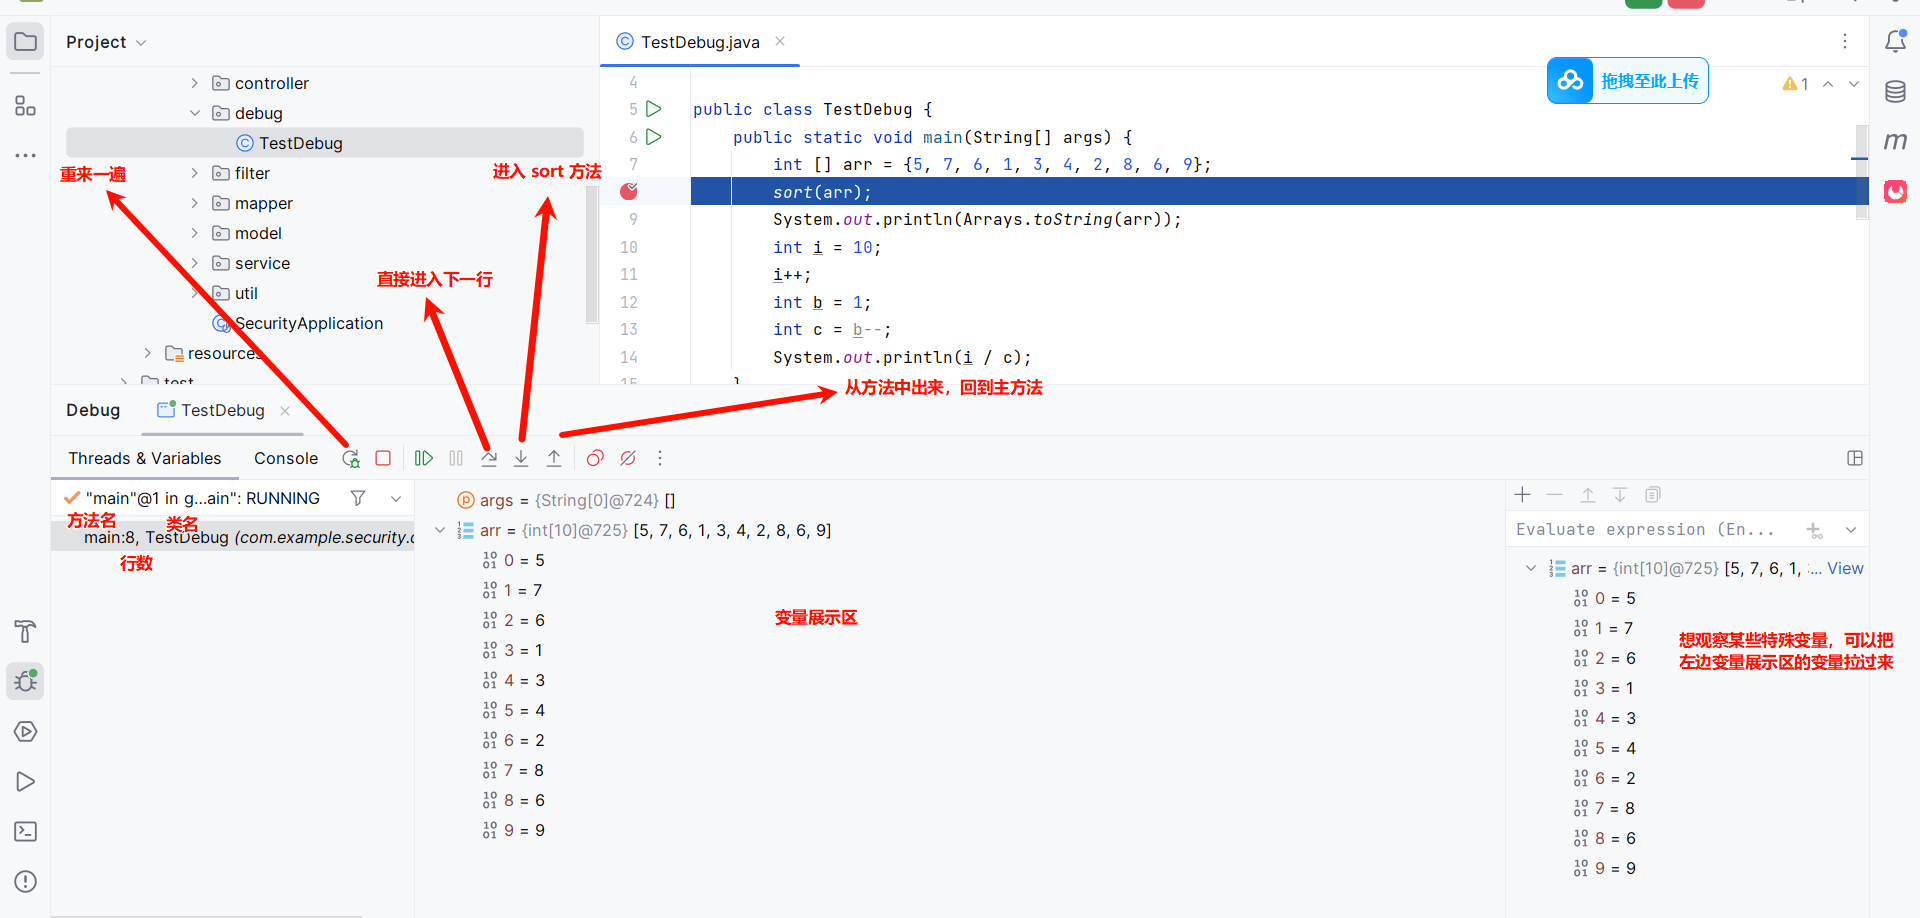 Project
TestDebug.java
controller
debug
TestDebug
filter
mapper
model
service
util
SecurityApplication
resources
test
重来一遍
进入 sort 方法
直接进入下一行
从方法中出来，回到主方法
拖拽至此上传
1
4
5 public class TestDebug {
6 public static void main(String[] args) {
7 int [] arr = {5, 7, 6, 1, 3, 4, 2, 8, 6, 9};
sort(arr);
9 System.out.println(Arrays.toString(arr));
10 int i = 10;
11 i++;
12 int b = 1;
13 int c = b--;
14 System.out.println(i / c);
15 }
m
Debug
TestDebug
Threads & Variables
Console
"main"@1 in g...ain": RUNNING
方法名
类名
main:8, TestDebug (com.example.security.
行数
args = {String[0]@724} []
arr = {int[10]@725} [5, 7, 6, 1, 3, 4, 2, 8, 6, 9]
0 = 5
1 = 7
2 = 6
3 = 1
4 = 3
5 = 4
6 = 2
7 = 8
8 = 6
9 = 9
变量展示区
Evaluate expression (En...
arr = {int[10]@725} [5, 7, 6, 1, ... View
0 = 5
1 = 7
2 = 6
3 = 1
4 = 3
5 = 4
6 = 2
7 = 8
8 = 6
9 = 9
想观察某些特殊变量，可以把
左边变量展示区的变量拉过来